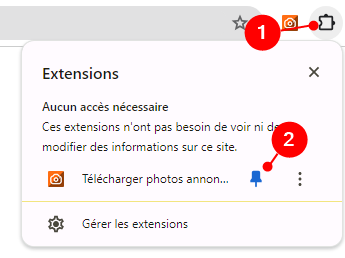 1
Extensions
Aucun accès nécessaire
Ces extensions n'ont pas besoin de voir ni de
modifier des informations sur ce site.
2
Télécharger photos annon...
Gérer les extensions